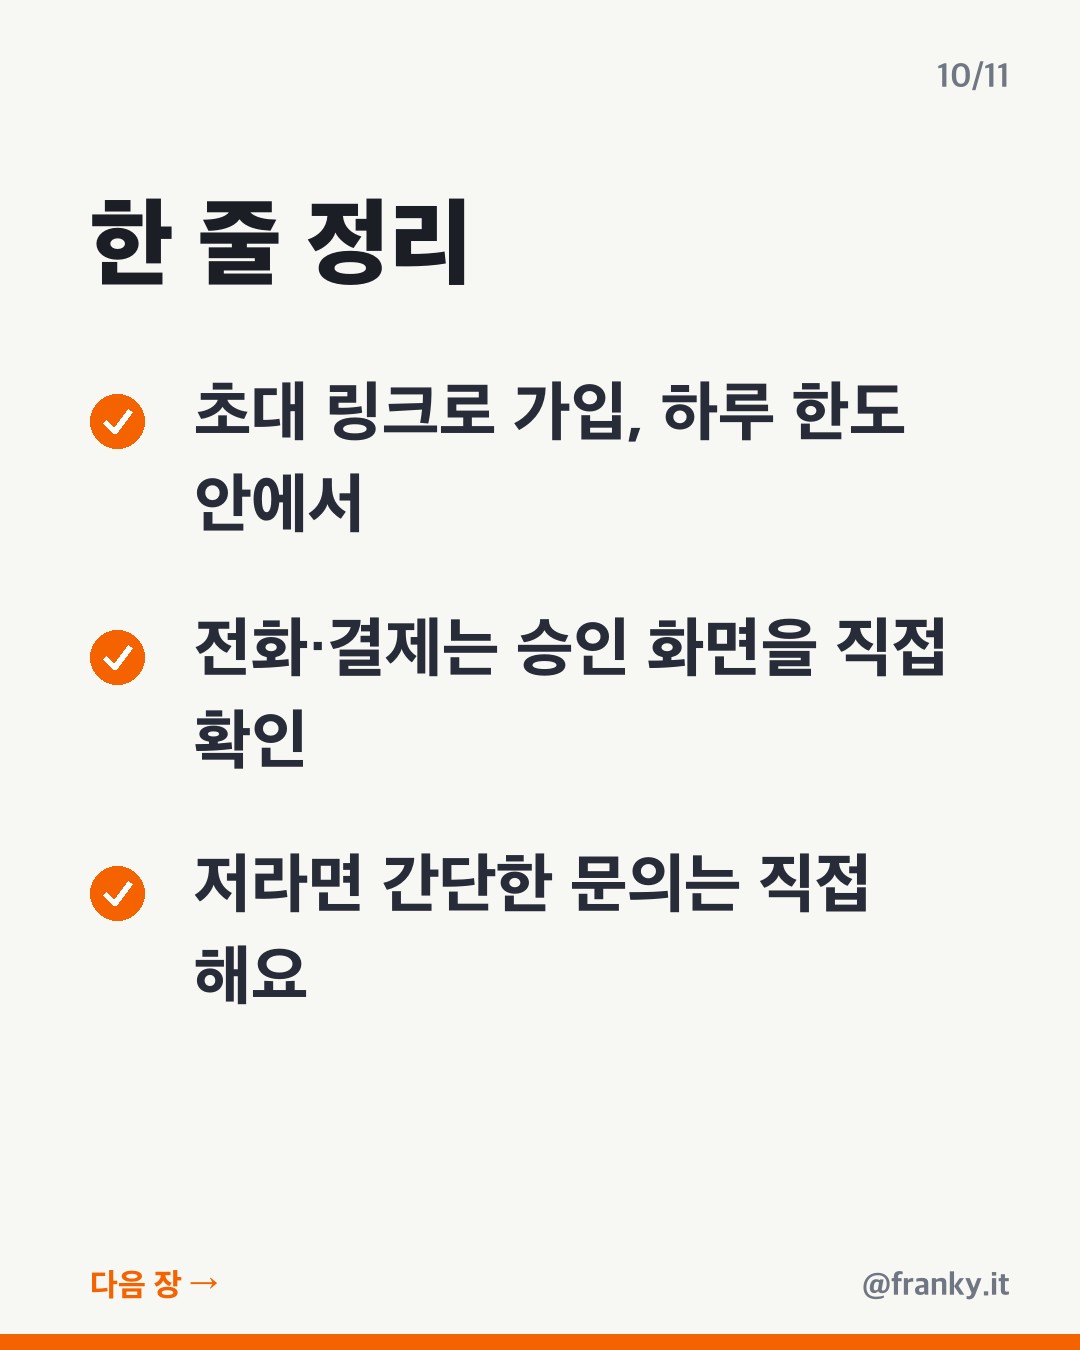 10/11
한 줄 정리
초대 링크로 가입, 하루 한도
안에서
전화·결제는 승인 화면을 직접
확인
저라면 간단한 문의는 직접
해요
다음 장 →
@franky.it